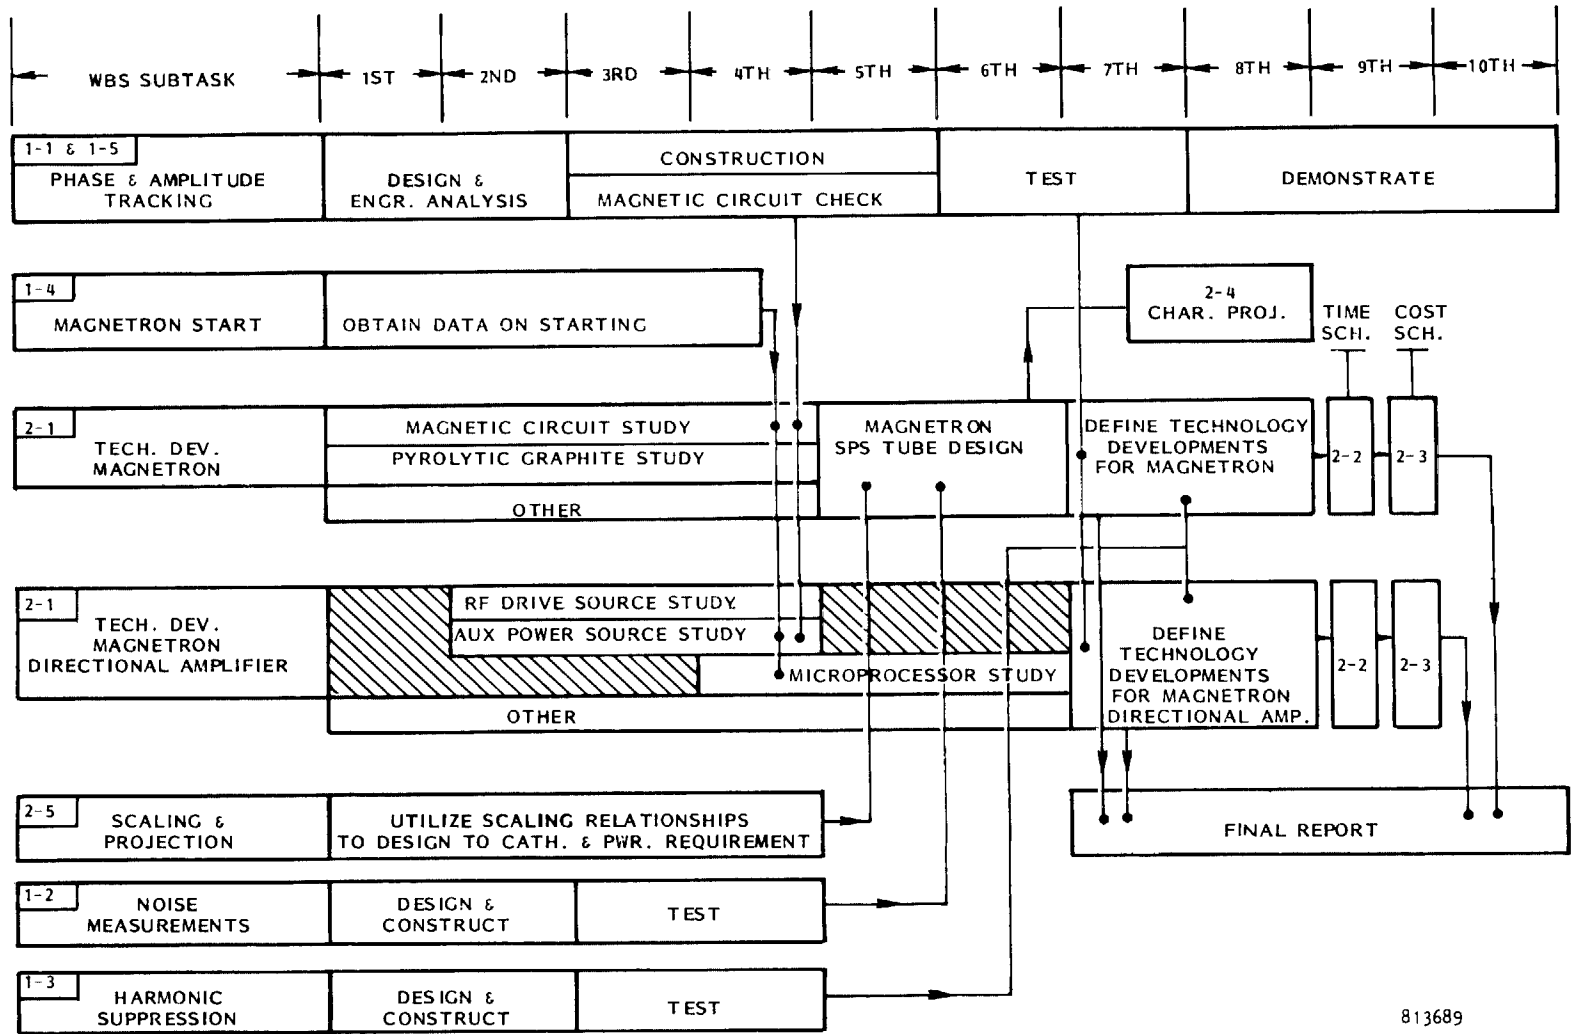 WBS SUBTASK 1ST 2ND 3RD 4TH 5TH 6TH 7TH 8TH 9TH 10TH
1-1 & 1-5
PHASE & AMPLITUDE
TRACKING
DESIGN &
ENGR. ANALYSIS
CONSTRUCTION
MAGNETIC CIRCUIT CHECK
TEST
DEMONSTRATE
1-4
MAGNETRON START
OBTAIN DATA ON STARTING
2-4
CHAR. PROJ.
TIME
SCH.
COST
SCH.
2-1
TECH. DEV.
MAGNETRON
MAGNETIC CIRCUIT STUDY
PYROLYTIC GRAPHITE STUDY
OTHER
MAGNETRON
SPS TUBE DESIGN
DEFINE TECHNOLOGY
DEVELOPMENTS
FOR MAGNETRON
2-2
2-3
2-1
TECH. DEV.
MAGNETRON
DIRECTIONAL AMPLIFIER
RF DRIVE SOURCE STUDY
AUX POWER SOURCE STUDY
MICROPROCESSOR STUDY
OTHER
DEFINE
TECHNOLOGY
DEVELOPMENTS
FOR MAGNETRON
DIRECTIONAL AMP.
2-2
2-3
2-5
SCALING &
PROJECTION
UTILIZE SCALING RELATIONSHIPS
TO DESIGN TO CATH. & PWR. REQUIREMENT
FINAL REPORT
1-2
NOISE
MEASUREMENTS
DESIGN &
CONSTRUCT
TEST
1-3
HARMONIC
SUPPRESSION
DESIGN &
CONSTRUCT
TEST
813689